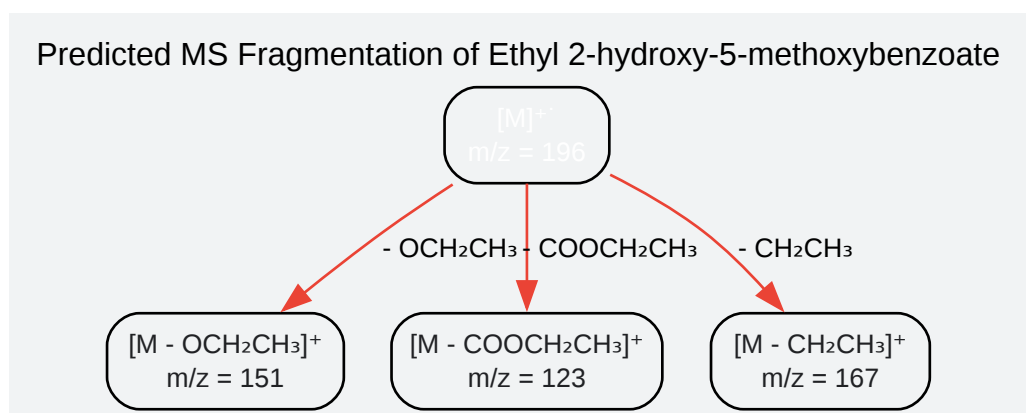 Predicted MS Fragmentation of Ethyl 2-hydroxy-5-methoxybenzoate
[M]⁺˙
m/z = 196
- OCH₂CH₃
- COOCH₂CH₃
- CH₂CH₃
[M - OCH₂CH₃]⁺
m/z = 151
[M - COOCH₂CH₃]⁺
m/z = 123
[M - CH₂CH₃]⁺
m/z = 167